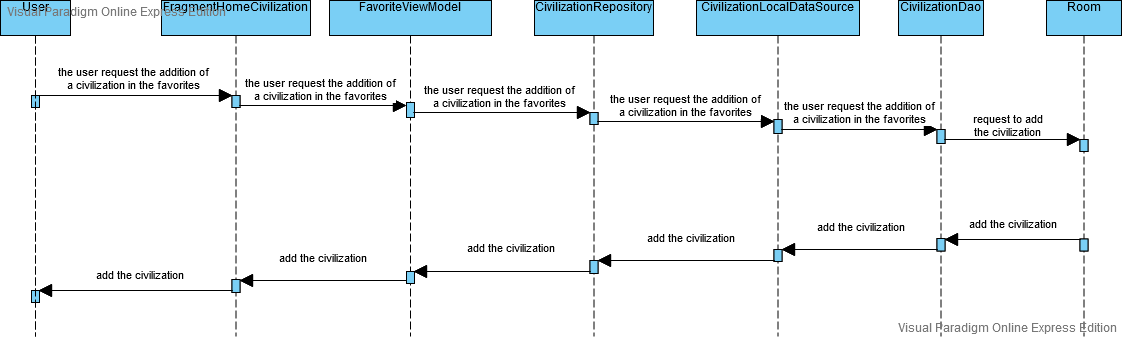 User
FragmentHomeCivilization
FavoriteViewModel
CivilizationRepository
CivilizationLocalDataSource
CivilizationDao
Room
Visual Paradigm Online Express Edition
the user request the addition of
a civilization in the favorites
the user request the addition of
a civilization in the favorites
the user request the addition of
a civilization in the favorites
the user request the addition of
a civilization in the favorites
the user request the addition of
a civilization in the favorites
request to add
the civilization
add the civilization
add the civilization
add the civilization
add the civilization
add the civilization
add the civilization
Visual Paradigm Online Express Edition